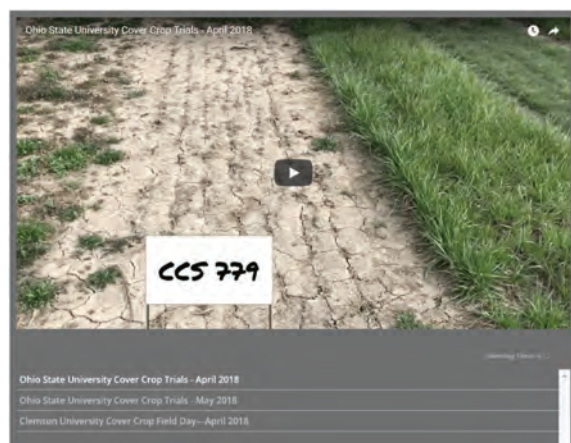 Ohio State University Cover Crop Trials - April 2018
CCS 779
Ohio State University Cover Crop Trials - April 2018
Ohio State University Cover Crop Trials - May 2018
Clemson University Cover Crop Field Day - April 2018